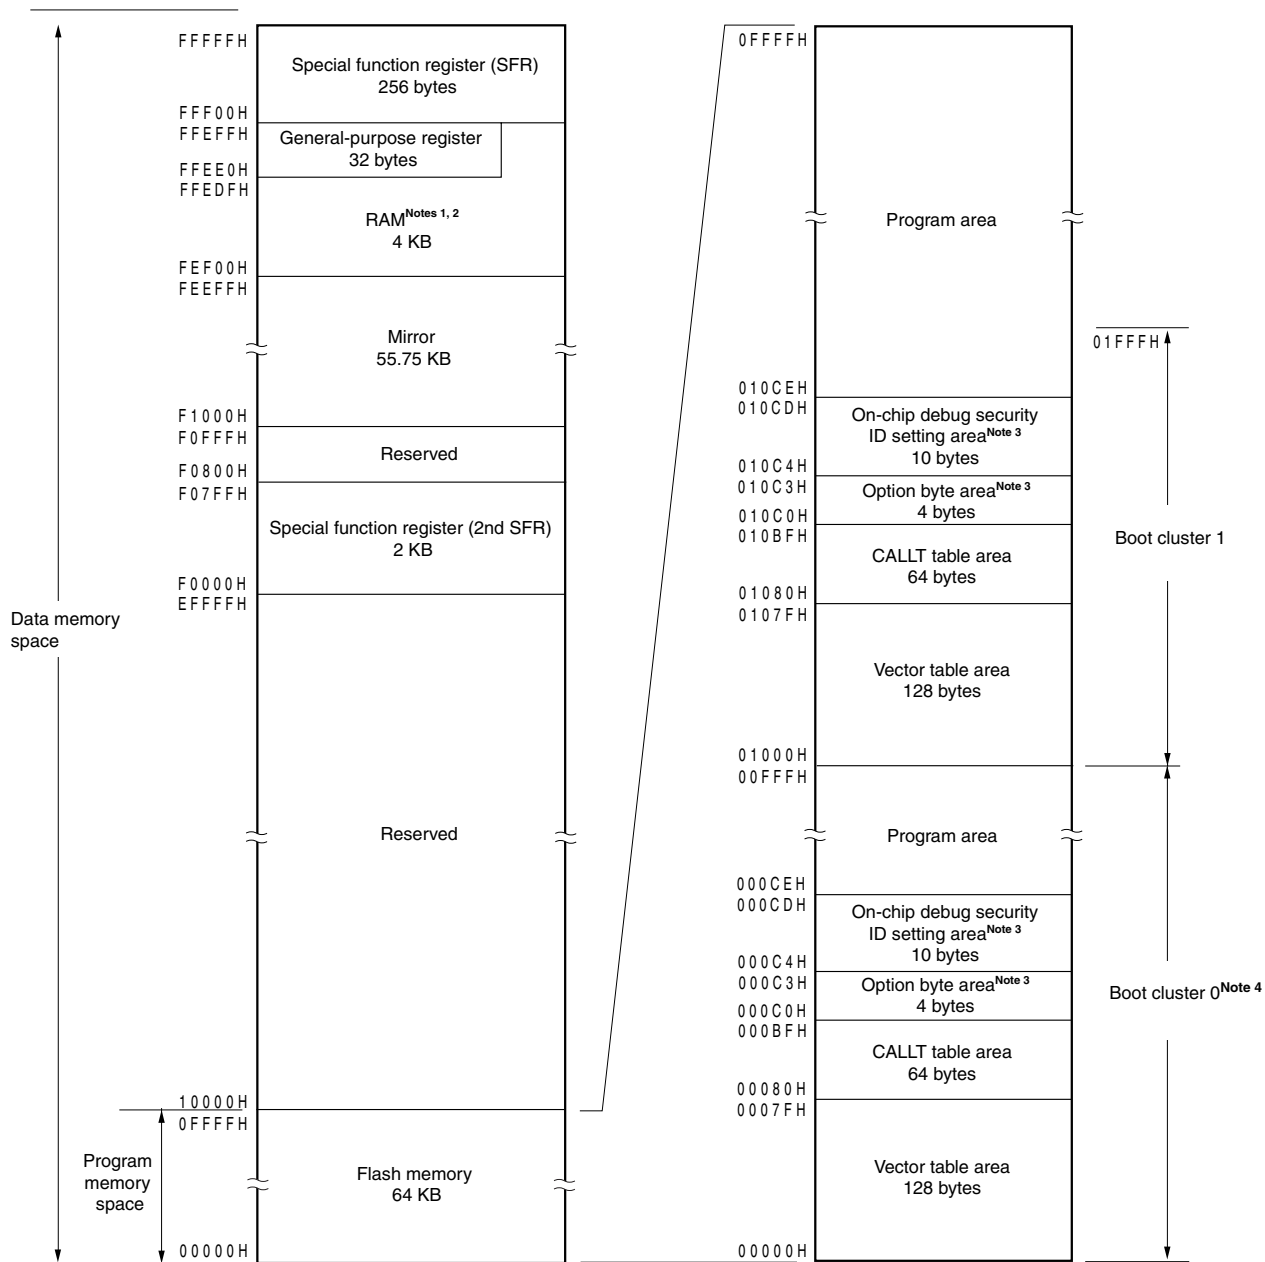 FFFFFH
Special function register (SFR)
256 bytes
FFF00H
FFEFFH
General-purpose register
32 bytes
FFEE0H
FFEDFH
RAMNotes 1, 2
4 KB
FEF00H
FEEFFH
Mirror
55.75 KB
F1000H
F0FFFH
Reserved
F0800H
F07FFH
Special function register (2nd SFR)
2 KB
F0000H
EFFFFH
Data memory
space
Reserved
10000H
0FFFFH
Program
memory
space
Flash memory
64 KB
00000H
0FFFFH
Program area
01FFFH
010CEH
010CDH
On-chip debug security
ID setting areaNote 3
10 bytes
010C4H
010C3H
Option byte areaNote 3
4 bytes
010C0H
010BFH
Boot cluster 1
CALLT table area
64 bytes
01080H
0107FH
Vector table area
128 bytes
01000H
00FFFH
Program area
000CEH
000CDH
On-chip debug security
ID setting areaNote 3
10 bytes
000C4H
000C3H
Option byte areaNote 3
4 bytes
Boot cluster 0Note 4
000C0H
000BFH
CALLT table area
64 bytes
00080H
0007FH
Vector table area
128 bytes
00000H